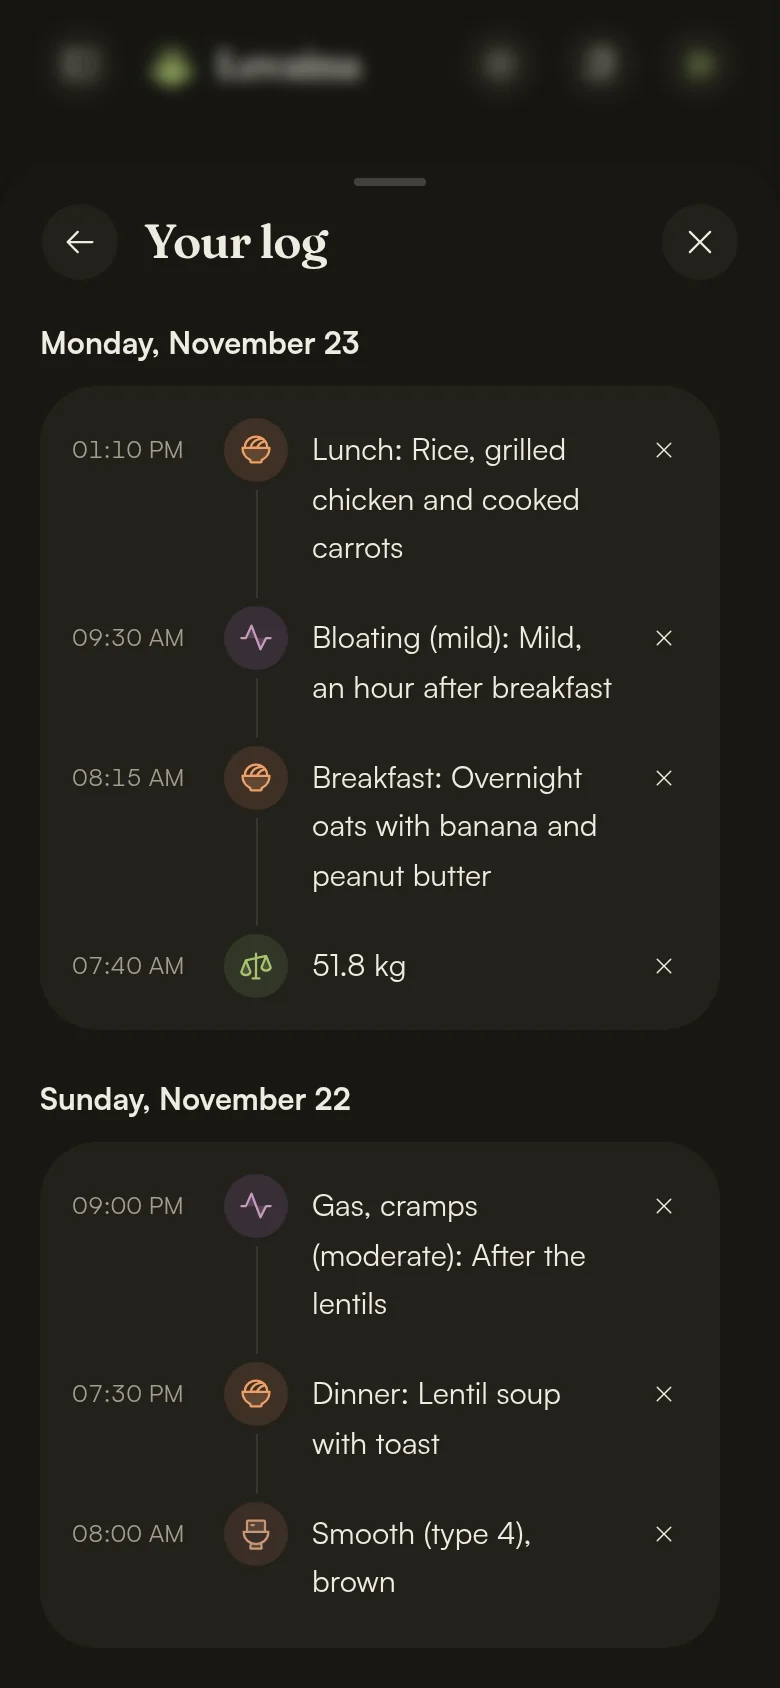 Your log
Monday, November 23
01:10 PM
Lunch: Rice, grilled
chicken and cooked
carrots
09:30 AM
Bloating (mild): Mild,
an hour after breakfast
08:15 AM
Breakfast: Overnight
oats with banana and
peanut butter
07:40 AM
51.8 kg
Sunday, November 22
09:00 PM
Gas, cramps
(moderate): After the
lentils
07:30 PM
Dinner: Lentil soup
with toast
08:00 AM
Smooth (type 4),
brown